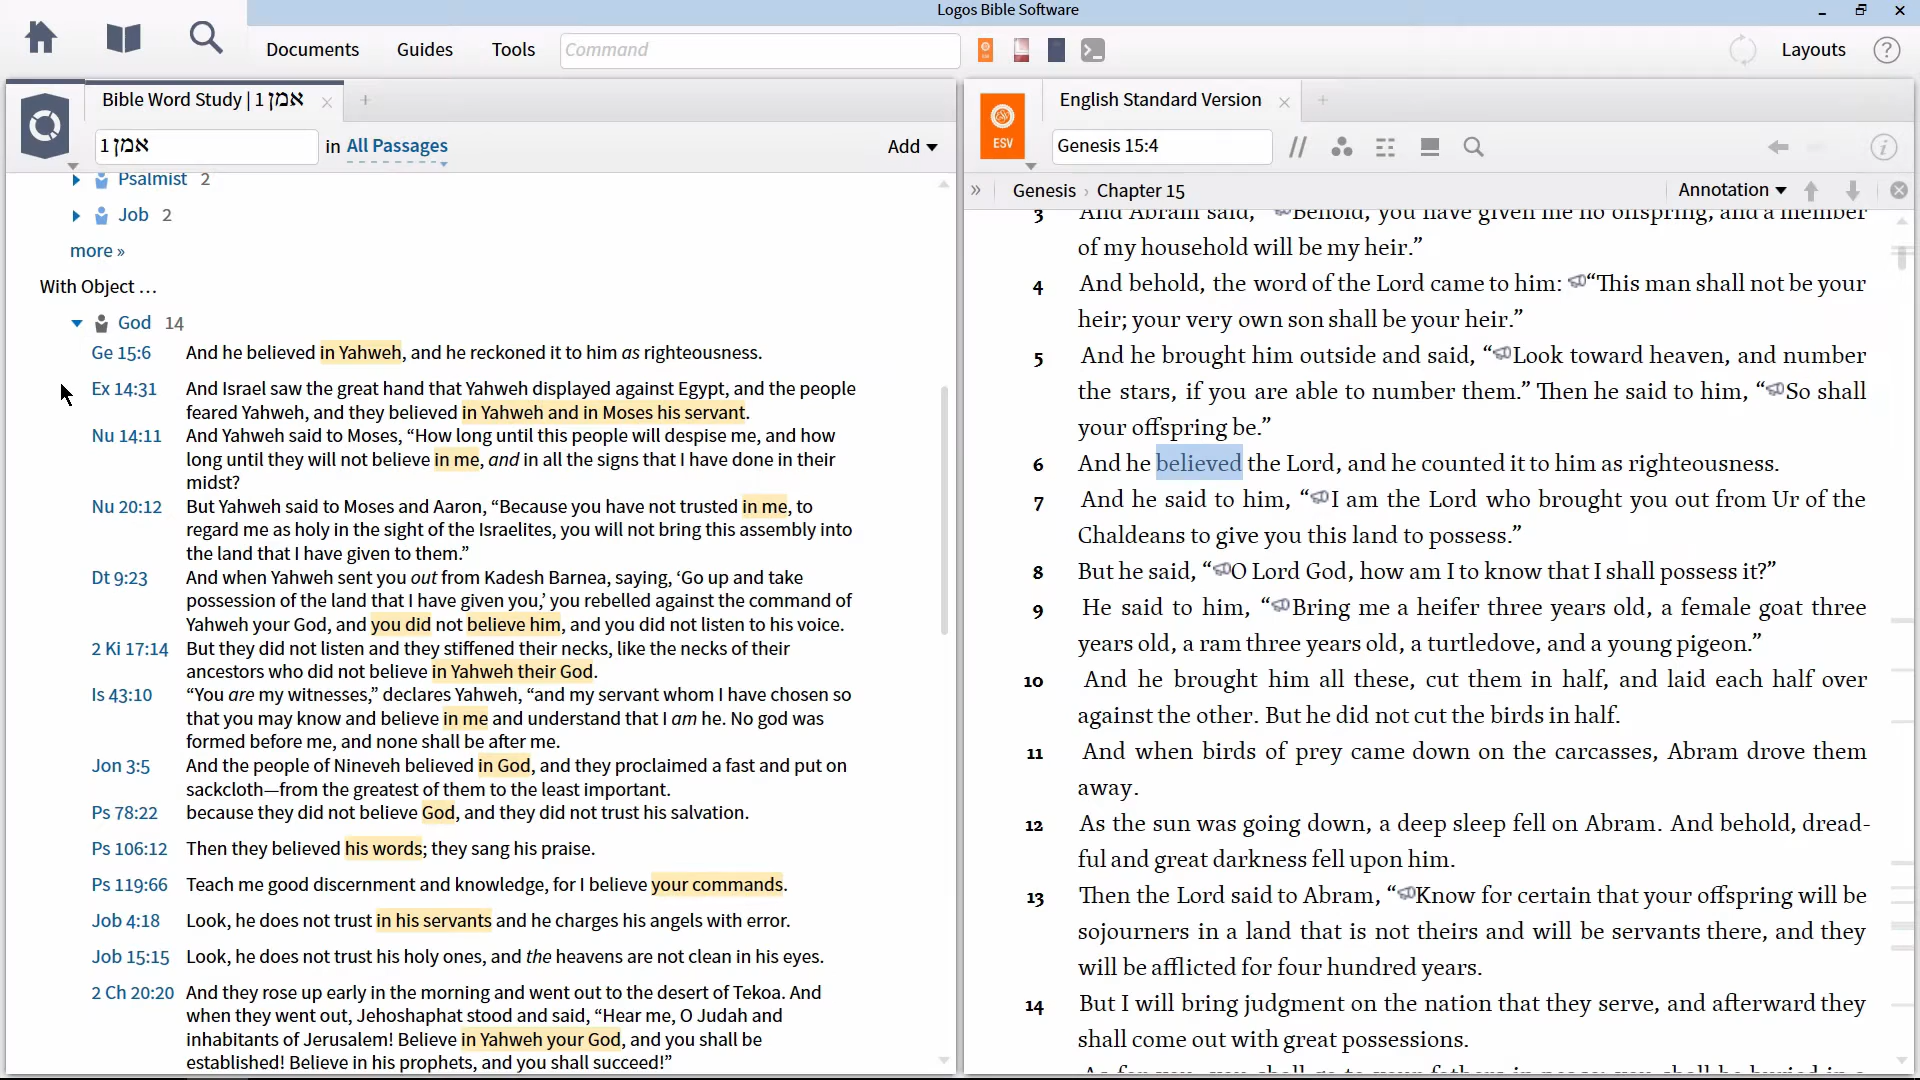 Logos Bible Software
Documents Guides Tools Command
Layouts
Bible Word Study | אמן 1
אמן 1 in All Passages Add
Psalmist 2
Job 2
more »
With Object …
God 14
Ge 15:6 And he believed in Yahweh, and he reckoned it to him as righteousness.
Ex 14:31 And Israel saw the great hand that Yahweh displayed against Egypt, and the people
feared Yahweh, and they believed in Yahweh and in Moses his servant.
Nu 14:11 And Yahweh said to Moses, “How long until this people will despise me, and how
long until they will not believe in me, and in all the signs that I have done in their
midst?
Nu 20:12 But Yahweh said to Moses and Aaron, “Because you have not trusted in me, to
regard me as holy in the sight of the Israelites, you will not bring this assembly into
the land that I have given to them.”
Dt 9:23 And when Yahweh sent you out from Kadesh Barnea, saying, ‘Go up and take
possession of the land that I have given you,’ you rebelled against the command of
Yahweh your God, and you did not believe him, and you did not listen to his voice.
2 Ki 17:14 But they did not listen and they stiffened their necks, like the necks of their
ancestors who did not believe in Yahweh their God.
Is 43:10 “You are my witnesses,” declares Yahweh, “and my servant whom I have chosen so
that you may know and believe in me and understand that I am he. No god was
formed before me, and none shall be after me.
Jon 3:5 And the people of Nineveh believed in God, and they proclaimed a fast and put on
sackcloth—from the greatest of them to the least important.
Ps 78:22 because they did not believe God, and they did not trust his salvation.
Ps 106:12 Then they believed his words; they sang his praise.
Ps 119:66 Teach me good discernment and knowledge, for I believe your commands.
Job 4:18 Look, he does not trust in his servants and he charges his angels with error.
Job 15:15 Look, he does not trust his holy ones, and the heavens are not clean in his eyes.
2 Ch 20:20 And they rose up early in the morning and went out to the desert of Tekoa. And
when they went out, Jehoshaphat stood and said, “Hear me, O Judah and
inhabitants of Jerusalem! Believe in Yahweh your God, and you shall be
established! Believe in his prophets, and you shall succeed!”
English Standard Version
ESV
Genesis 15:4
Genesis › Chapter 15 Annotation
3 And Abram said, “Behold, you have given me no offspring, and a member
of my household will be my heir.”
4 And behold, the word of the Lord came to him: “This man shall not be your
heir; your very own son shall be your heir.”
5 And he brought him outside and said, “Look toward heaven, and number
the stars, if you are able to number them.” Then he said to him, “So shall
your offspring be.”
6 And he believed the Lord, and he counted it to him as righteousness.
7 And he said to him, “I am the Lord who brought you out from Ur of the
Chaldeans to give you this land to possess.”
8 But he said, “O Lord God, how am I to know that I shall possess it?”
9 He said to him, “Bring me a heifer three years old, a female goat three
years old, a ram three years old, a turtledove, and a young pigeon.”
10 And he brought him all these, cut them in half, and laid each half over
against the other. But he did not cut the birds in half.
11 And when birds of prey came down on the carcasses, Abram drove them
away.
12 As the sun was going down, a deep sleep fell on Abram. And behold, dread-
ful and great darkness fell upon him.
13 Then the Lord said to Abram, “Know for certain that your offspring will be
sojourners in a land that is not theirs and will be servants there, and they
will be afflicted for four hundred years.
14 But I will bring judgment on the nation that they serve, and afterward they
shall come out with great possessions.